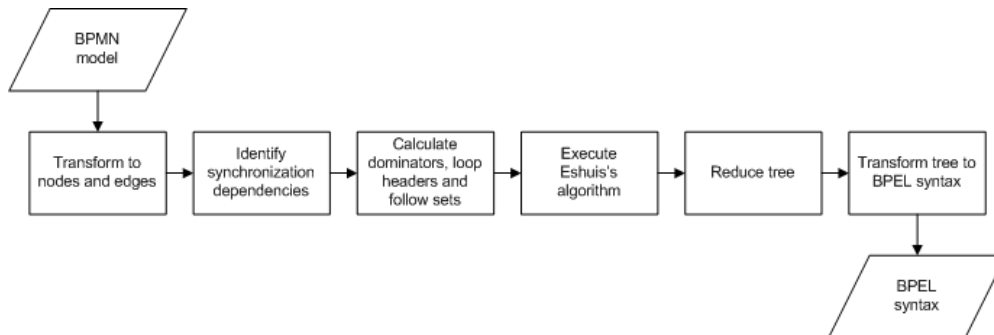 BPMN
model
Transform to
nodes and edges
Identify
synchronization
dependencies
Calculate
dominators, loop
headers and
follow sets
Execute
Eshuis's
algorithm
Reduce tree
Transform tree to
BPEL syntax
BPEL
syntax